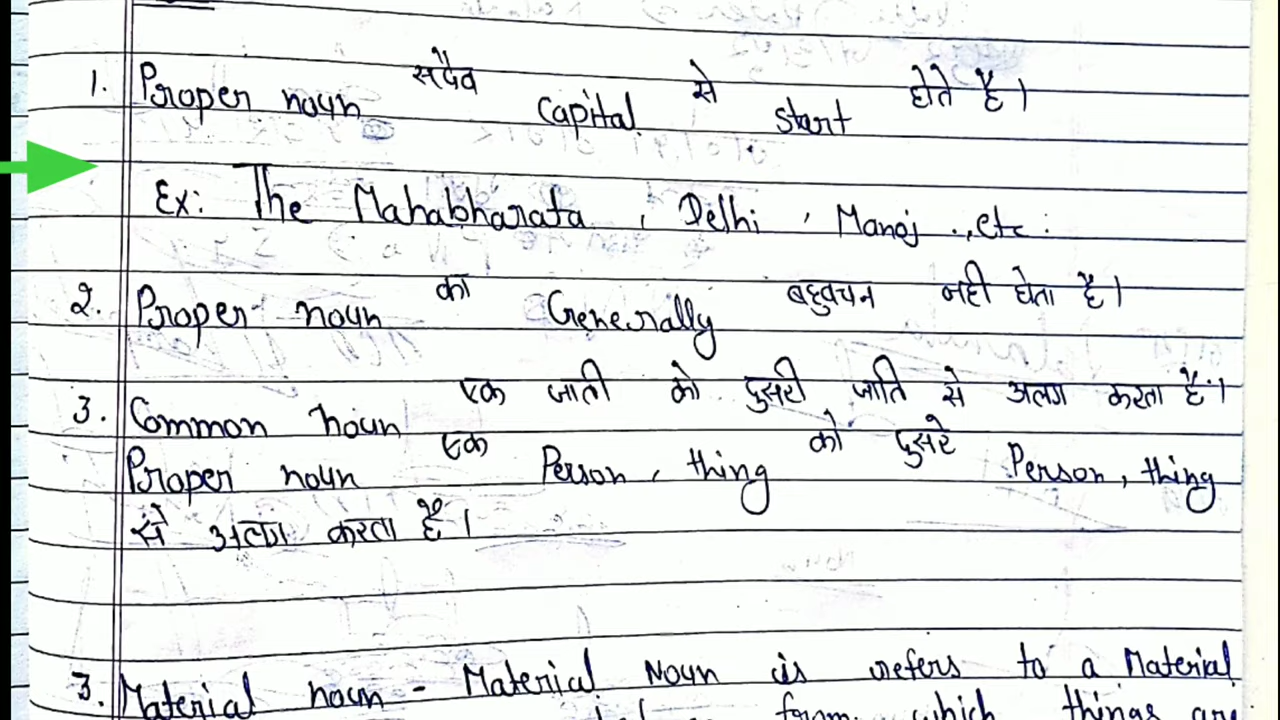 1. Proper noun सदैव capital से start होते है।
Ex: The Mahabharata , Delhi , Manoj ., etc.
2. Proper noun का Generally बहुवचन नही होता है।
3. Common noun एक जाती को दुसरी जाति से अलग करता है।
Proper noun एक Person, thing को दुसरे Person, thing
से अलग करता है।
3. Material noun - Material Noun is refers to a Material
from which things are